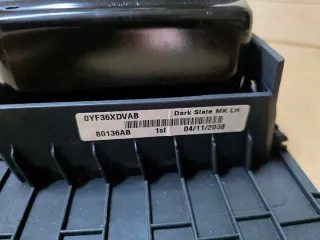 0YF36XDVAB Dark Slate MK LH
80136AB 1st 04/11/2008